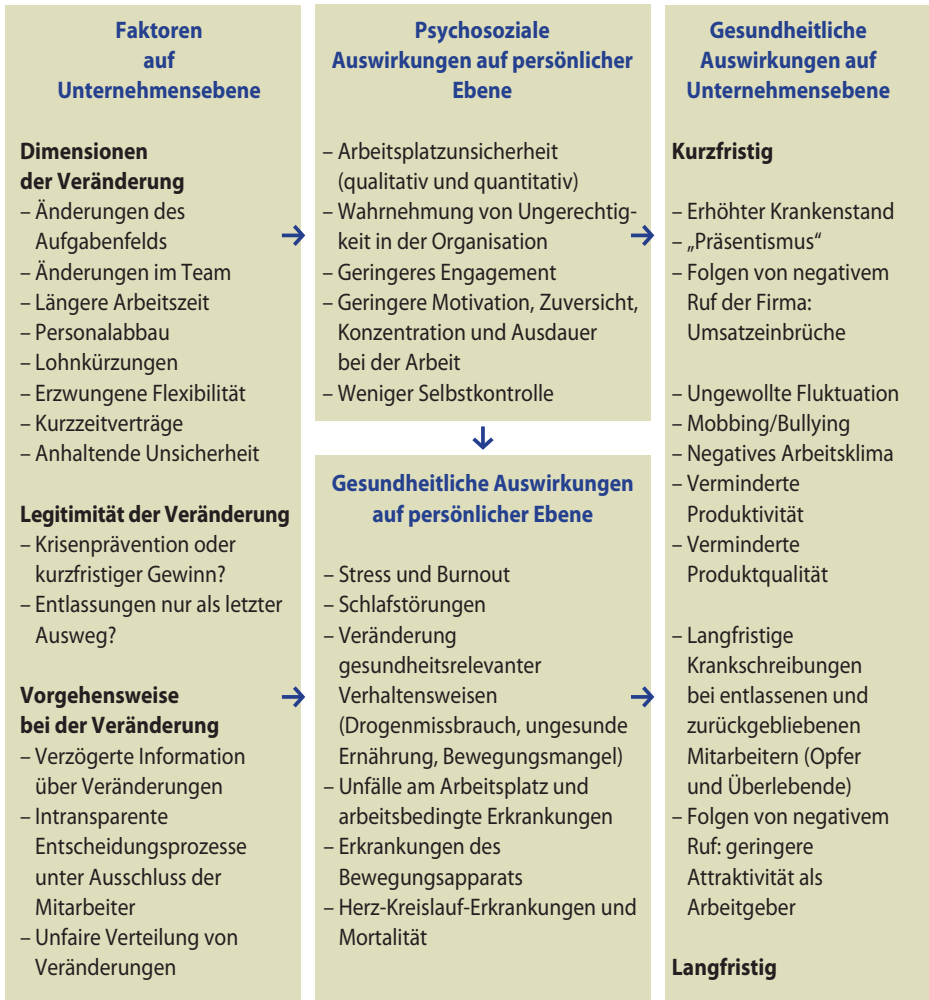 Faktoren
auf
Unternehmensebene
Dimensionen
der Veränderung
– Änderungen des
Aufgabenfelds
– Änderungen im Team
– Längere Arbeitszeit
– Personalabbau
– Lohnkürzungen
– Erzwungene Flexibilität
– Kurzzeitverträge
– Anhaltende Unsicherheit
Legitimität der Veränderung
– Krisenprävention oder
kurzfristiger Gewinn?
– Entlassungen nur als letzter
Ausweg?
Vorgehensweise
bei der Veränderung
– Verzögerte Information
über Veränderungen
– Intransparente
Entscheidungsprozesse
unter Ausschluss der
Mitarbeiter
– Unfaire Verteilung von
Veränderungen
Psychosoziale
Auswirkungen auf persönlicher
Ebene
– Arbeitsplatzunsicherheit
(qualitativ und quantitativ)
– Wahrnehmung von Ungerechtig-
keit in der Organisation
– Geringeres Engagement
– Geringere Motivation, Zuversicht,
Konzentration und Ausdauer
bei der Arbeit
– Weniger Selbstkontrolle
Gesundheitliche Auswirkungen
auf persönlicher Ebene
– Stress und Burnout
– Schlafstörungen
– Veränderung
gesundheitsrelevanter
Verhaltensweisen
(Drogenmissbrauch, ungesunde
Ernährung, Bewegungsmangel)
– Unfälle am Arbeitsplatz und
arbeitsbedingte Erkrankungen
– Erkrankungen des
Bewegungsapparats
– Herz-Kreislauf-Erkrankungen und
Mortalität
Gesundheitliche
Auswirkungen auf
Unternehmensebene
Kurzfristig
– Erhöhter Krankenstand
– „Präsentismus“
– Folgen von negativem
Ruf der Firma:
Umsatzeinbrüche
– Ungewollte Fluktuation
– Mobbing/Bullying
– Negatives Arbeitsklima
– Verminderte
Produktivität
– Verminderte
Produktqualität
– Langfristige
Krankschreibungen
bei entlassenen und
zurückgebliebenen
Mitarbeitern (Opfer
und Überlebende)
– Folgen von negativem
Ruf: geringere
Attraktivität als
Arbeitgeber
Langfristig